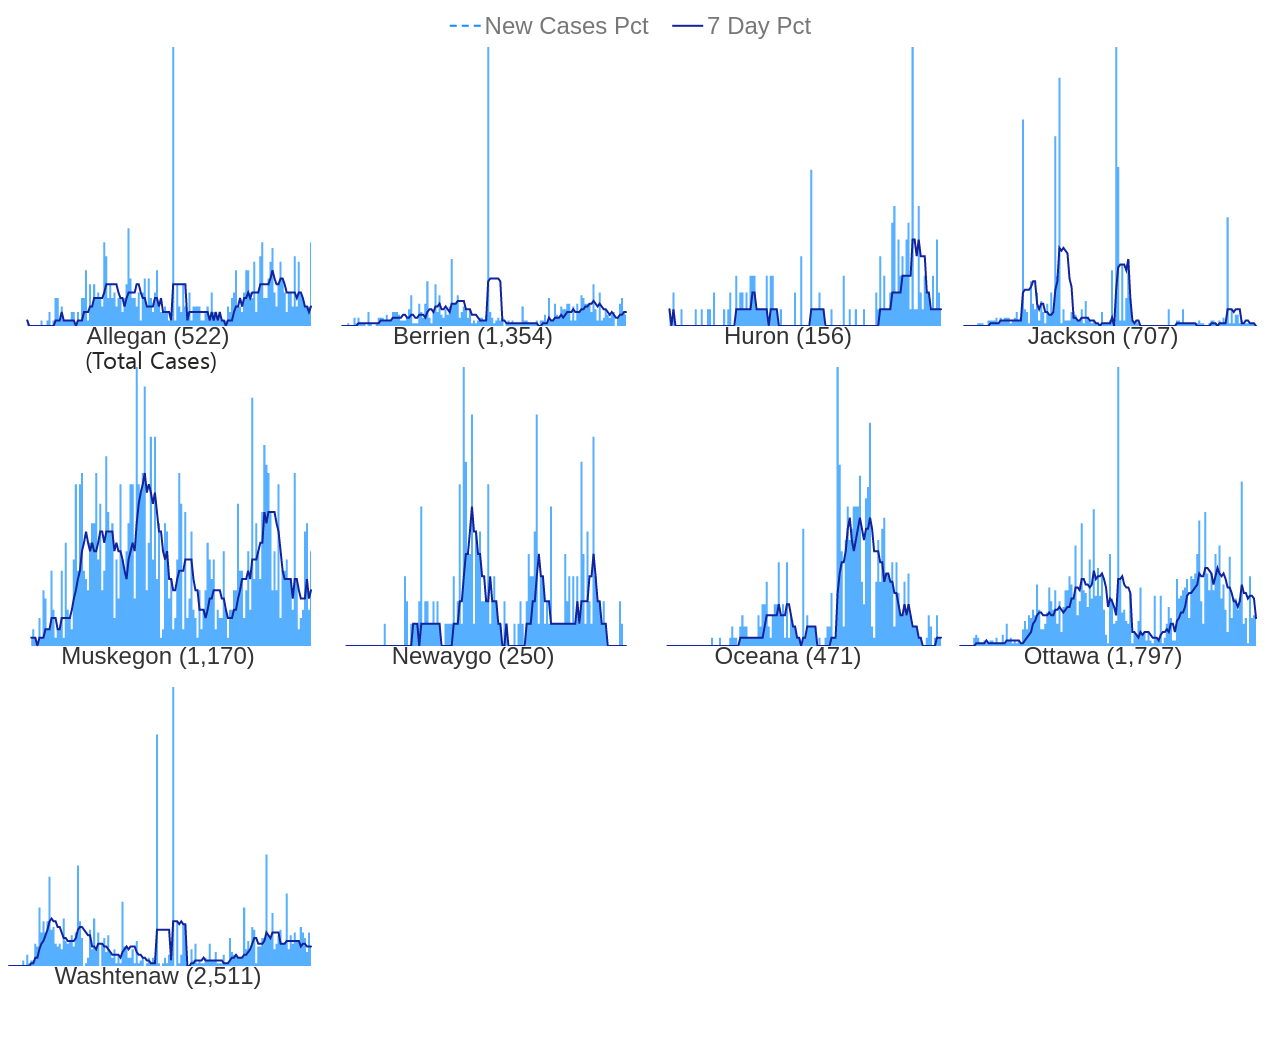 New Cases Pct 7 Day Pct
Allegan (522)
(Total Cases)
Berrien (1,354)
Huron (156)
Jackson (707)
Muskegon (1,170)
Newaygo (250)
Oceana (471)
Ottawa (1,797)
Washtenaw (2,511)